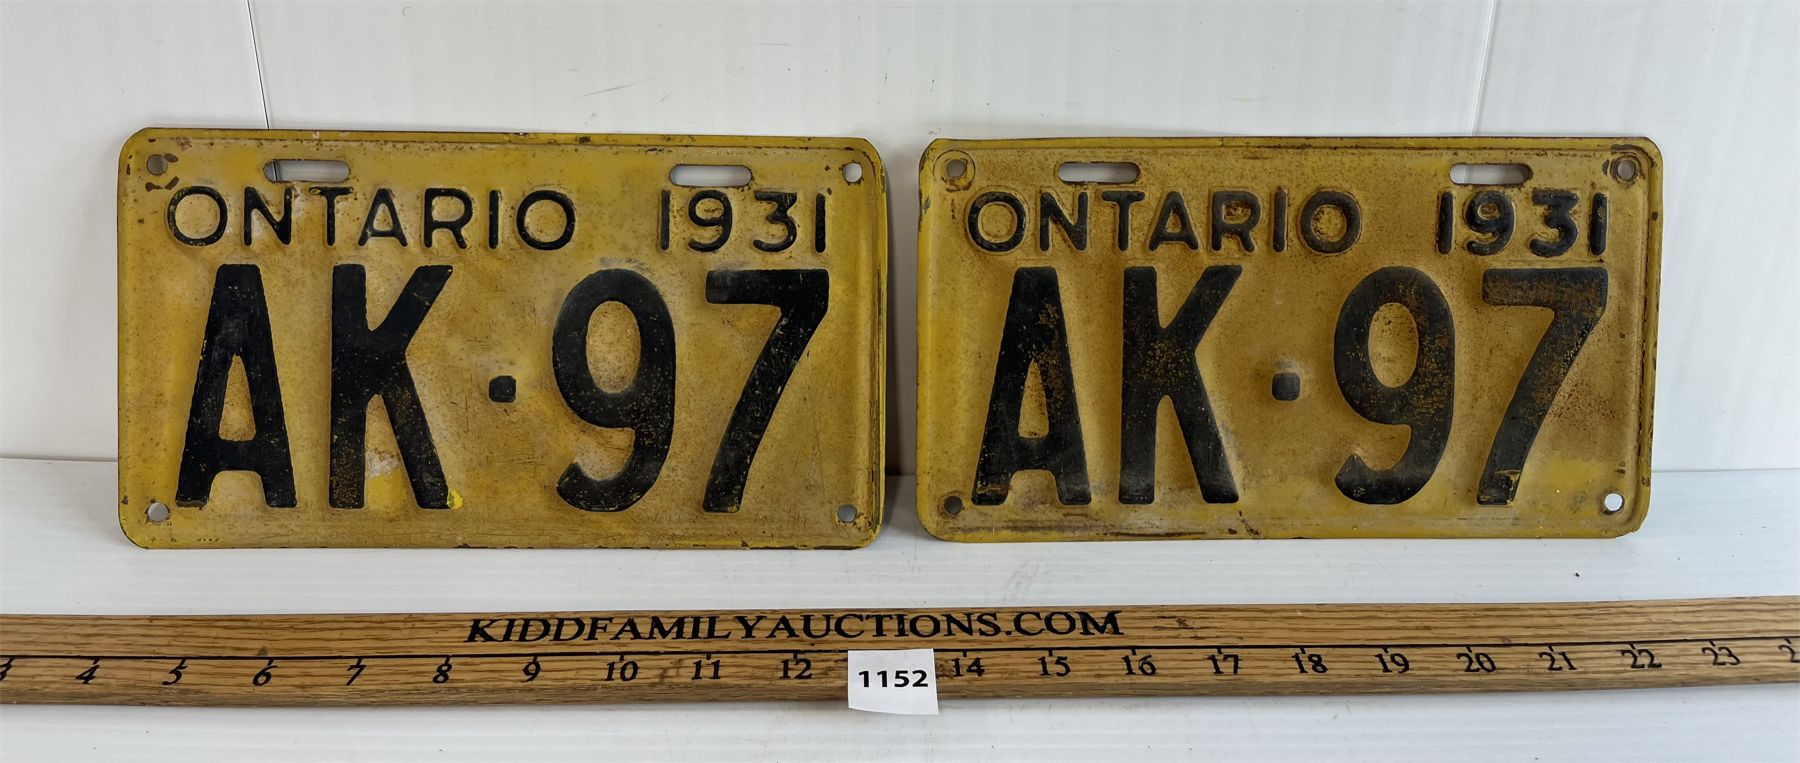 ONTARIO 1931
AK·97
ONTARIO 1931
AK·97
KIDDFAMILYAUCTIONS.COM
3 4 5 6 7 8 9 10 11 12 14 15 16 17 18 19 20 21 22 23
1152